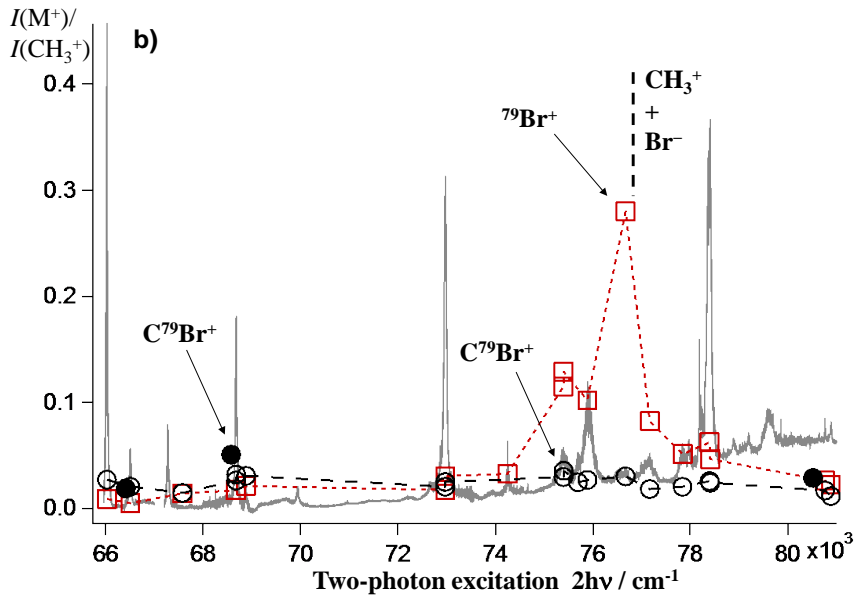 I(M⁺)/
I(CH₃⁺)
b)
CH₃⁺
+
Br⁻
⁷⁹Br⁺
C⁷⁹Br⁺
C⁷⁹Br⁺
0.4
0.3
0.2
0.1
0.0
66 68 70 72 74 76 78 80 x10³
Two-photon excitation 2hν / cm⁻¹